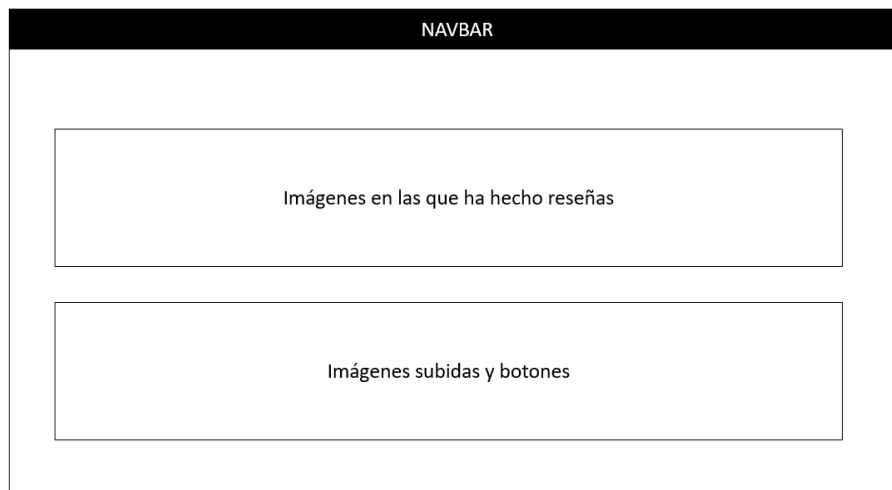 NAVBAR
Imágenes en las que ha hecho reseñas
Imágenes subidas y botones